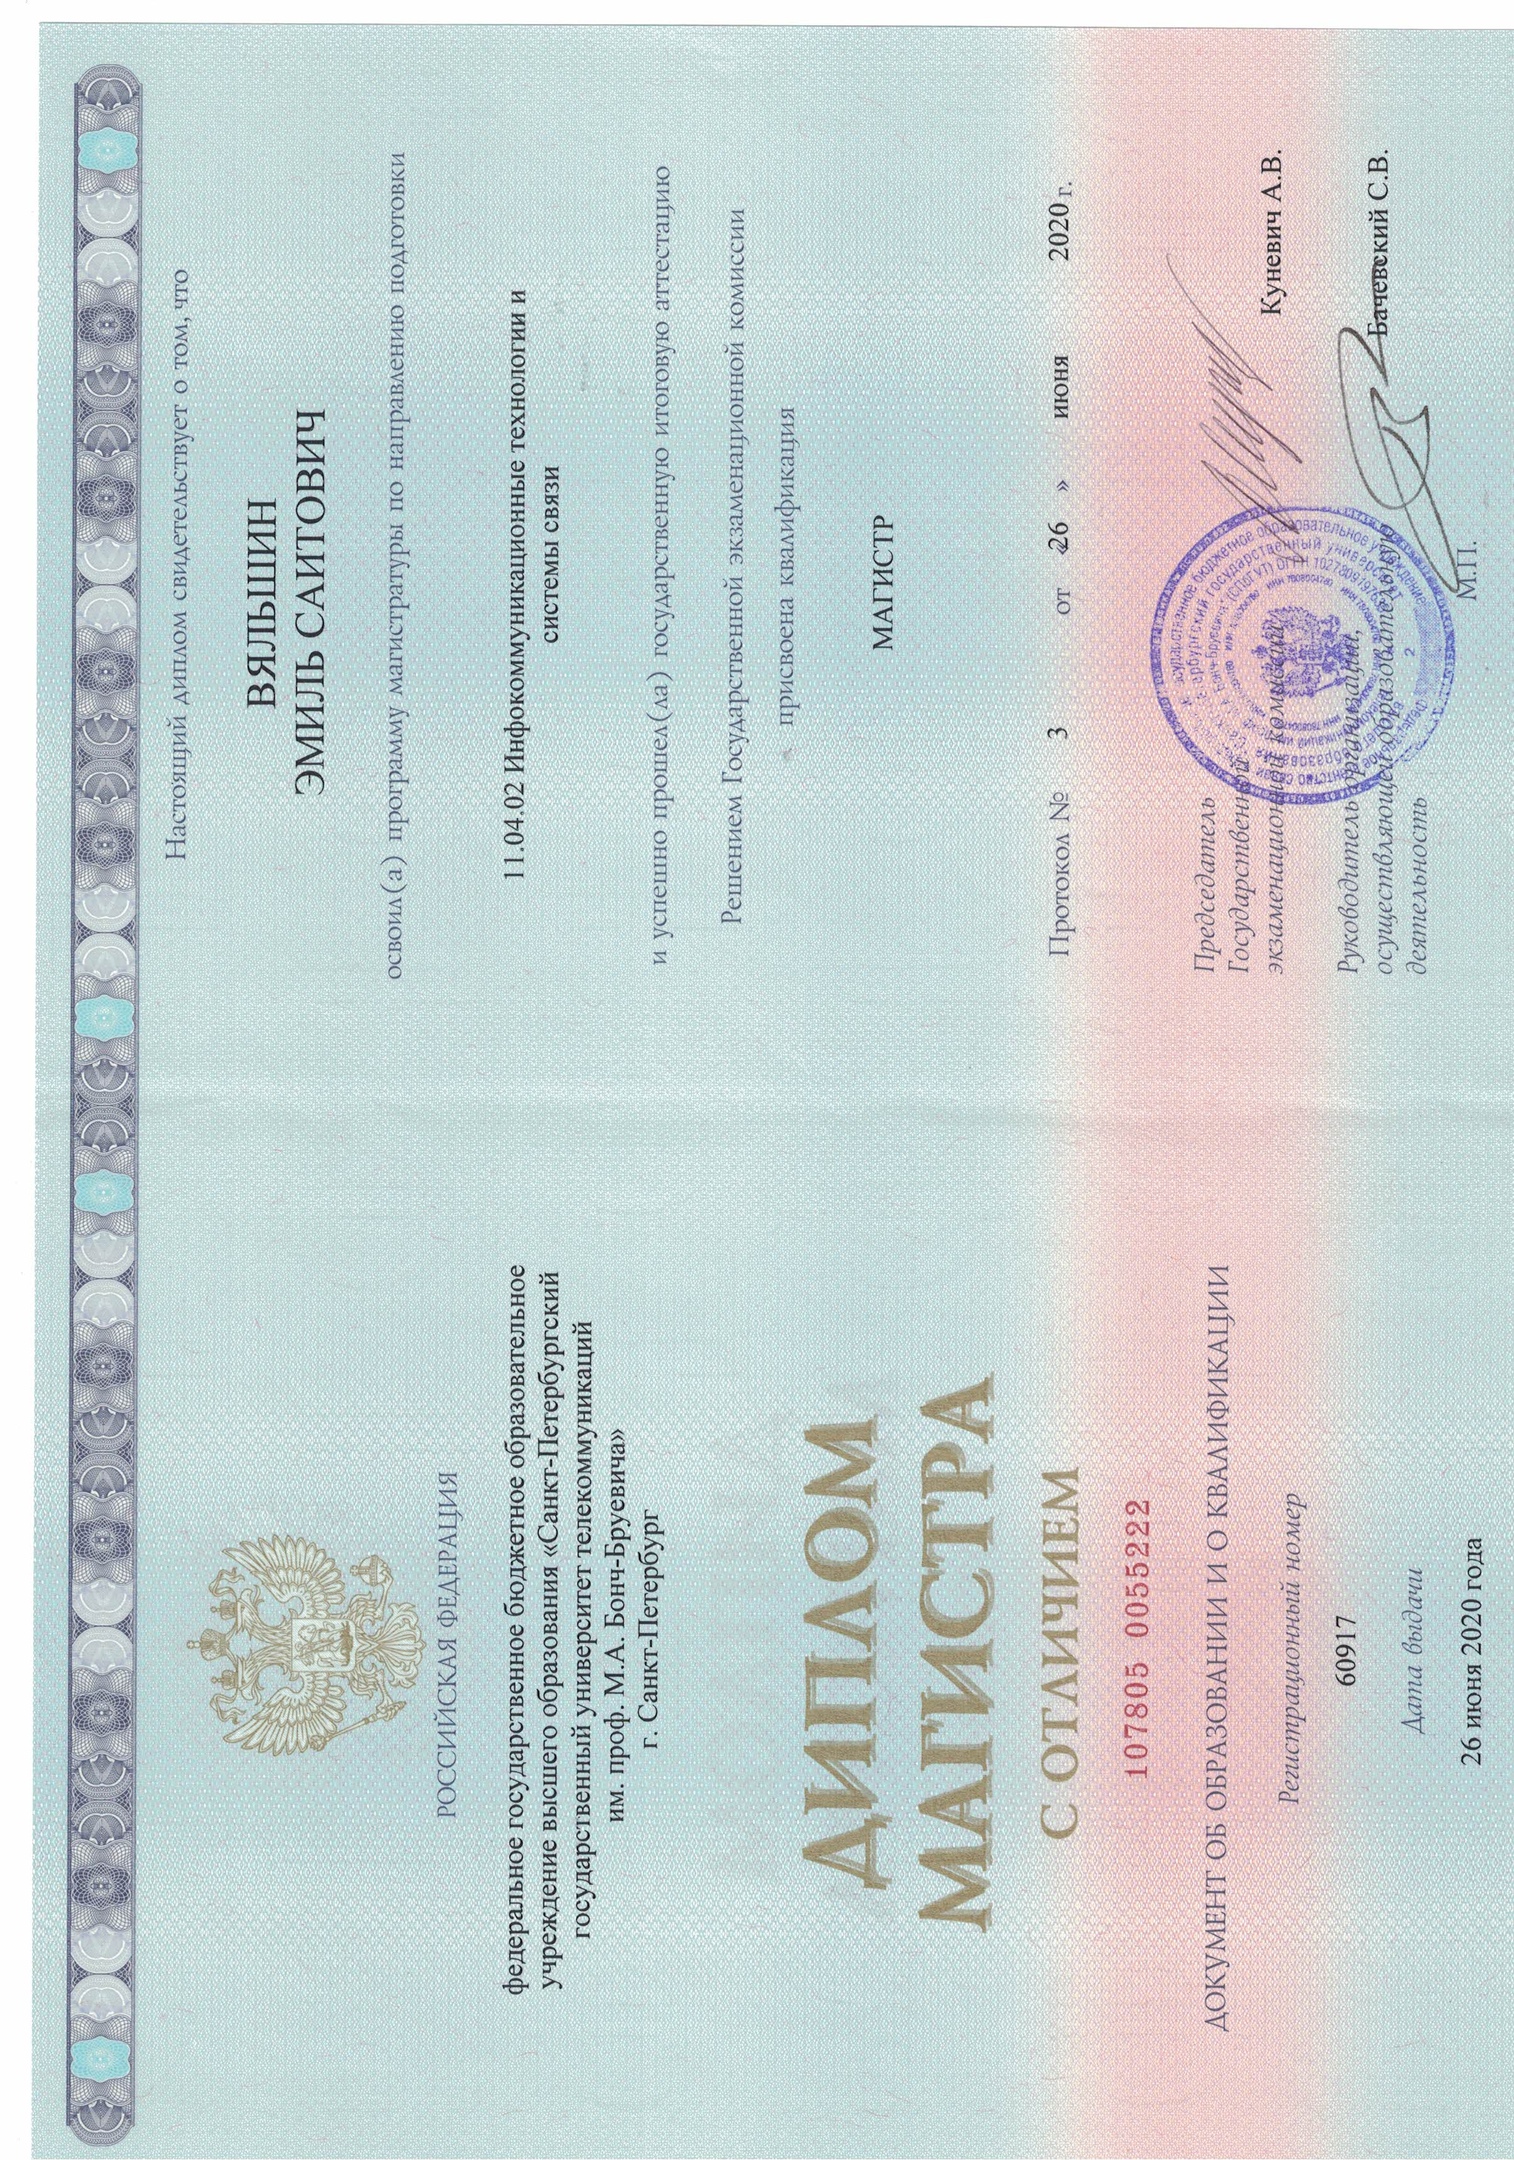 РОССИЙСКАЯ ФЕДЕРАЦИЯ
федеральное государственное бюджетное образовательное
учреждение высшего образования «Санкт-Петербургский
государственный университет телекоммуникаций
им. проф. М.А. Бонч-Бруевича»
г. Санкт-Петербург
ДИПЛОМ
МАГИСТРА
С ОТЛИЧИЕМ
107805 0055222
ДОКУМЕНТ ОБ ОБРАЗОВАНИИ И О КВАЛИФИКАЦИИ
Регистрационный номер
60917
Дата выдачи
26 июня 2020 года
Настоящий диплом свидетельствует о том, что
ВЯЛЬШИН
ЭМИЛЬ САИТОВИЧ
освоил(а) программу магистратуры по направлению подготовки
11.04.02 Инфокоммуникационные технологии и
системы связи
и успешно прошел(ла) государственную итоговую аттестацию
Решением Государственной экзаменационной комиссии
присвоена квалификация
МАГИСТР
Протокол № 3 от «26 » июня 2020 г.
Председатель
Государственной
экзаменационной комиссии
Куневич А.В.
Руководитель организации,
осуществляющей образовательную
деятельность
Бачевский С.В.
М.П.